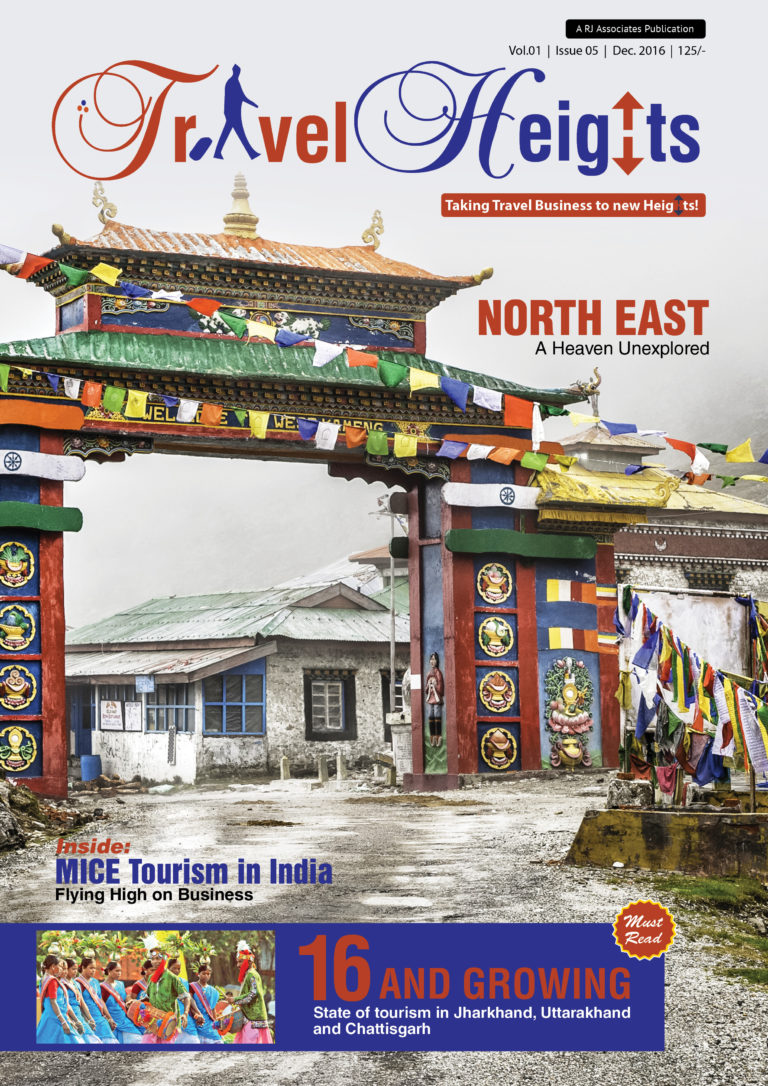 A RJ Associates Publication
Vol.01 | Issue 05 | Dec. 2016 | 125/-
Travel Heights
Taking Travel Business to new Heights!
NORTH EAST
A Heaven Unexplored
Inside:
MICE Tourism in India
Flying High on Business
Must
Read
16 AND GROWING
State of tourism in Jharkhand, Uttarakhand
and Chattisgarh